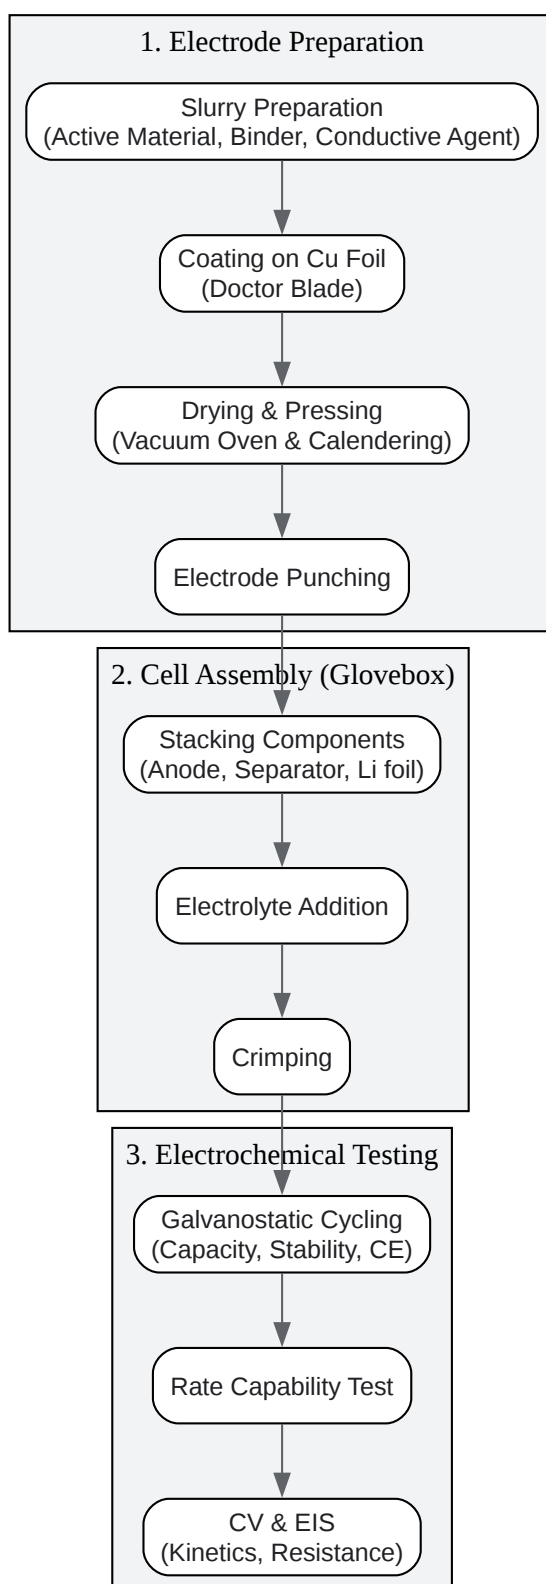 1. Electrode Preparation
Slurry Preparation
(Active Material, Binder, Conductive Agent)
Coating on Cu Foil
(Doctor Blade)
Drying & Pressing
(Vacuum Oven & Calendering)
Electrode Punching
2. Cell Assembly (Glovebox)
Stacking Components
(Anode, Separator, Li foil)
Electrolyte Addition
Crimping
3. Electrochemical Testing
Galvanostatic Cycling
(Capacity, Stability, CE)
Rate Capability Test
CV & EIS
(Kinetics, Resistance)